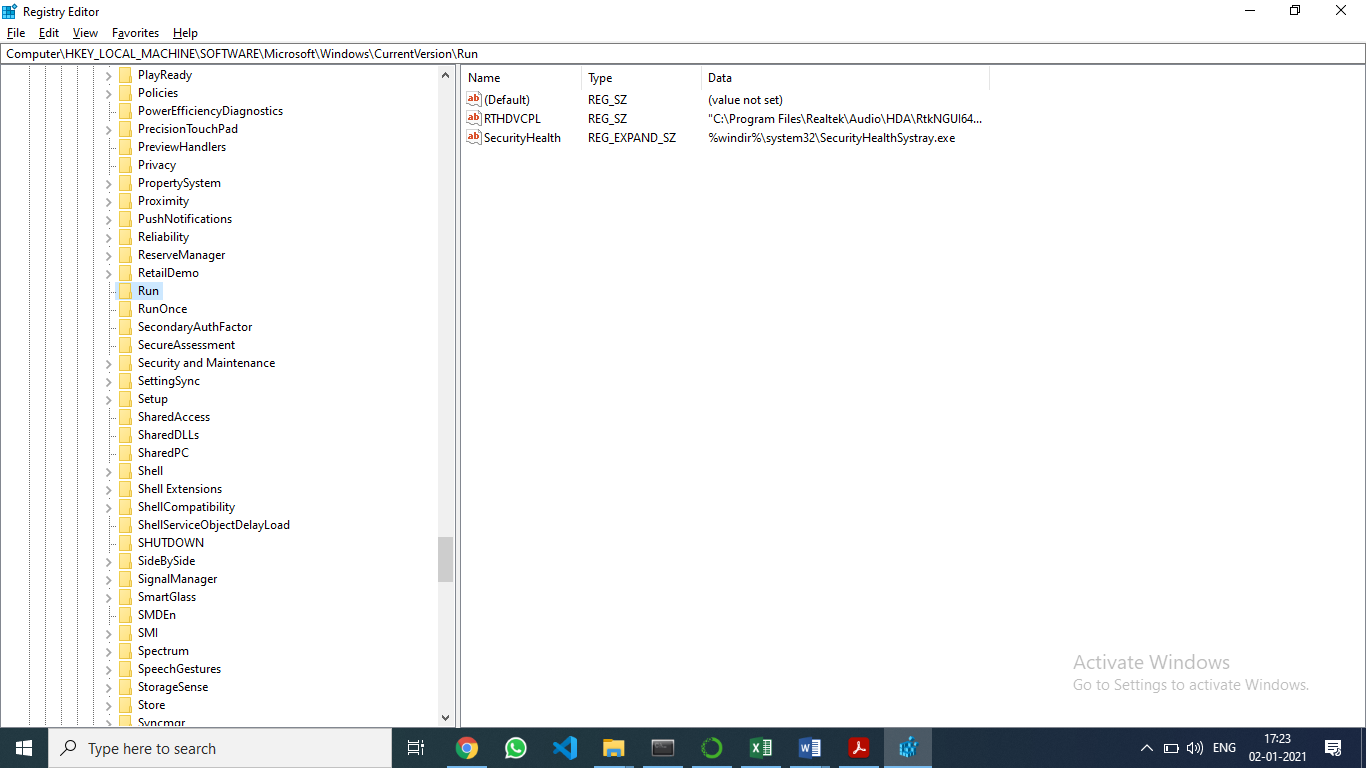 Registry Editor
File Edit View Favorites Help
Computer\HKEY_LOCAL_MACHINE\SOFTWARE\Microsoft\Windows\CurrentVersion\Run
PlayReady
Policies
PowerEfficiencyDiagnostics
PrecisionTouchPad
PreviewHandlers
Privacy
PropertySystem
Proximity
PushNotifications
Reliability
ReserveManager
RetailDemo
Run
RunOnce
SecondaryAuthFactor
SecureAssessment
Security and Maintenance
SettingSync
Setup
SharedAccess
SharedDLLs
SharedPC
Shell
Shell Extensions
ShellCompatibility
ShellServiceObjectDelayLoad
SHUTDOWN
SideBySide
SignalManager
SmartGlass
SMDEn
SMI
Spectrum
SpeechGestures
StorageSense
Store
Syncmgr
Name Type Data
ab (Default) REG_SZ (value not set)
ab RTHDVCPL REG_SZ "C:\Program Files\Realtek\Audio\HDA\RtkNGUI64...
ab SecurityHealth REG_EXPAND_SZ %windir%\system32\SecurityHealthSystray.exe
Activate Windows
Go to Settings to activate Windows.
Type here to search
ENG
17:23
02-01-2021